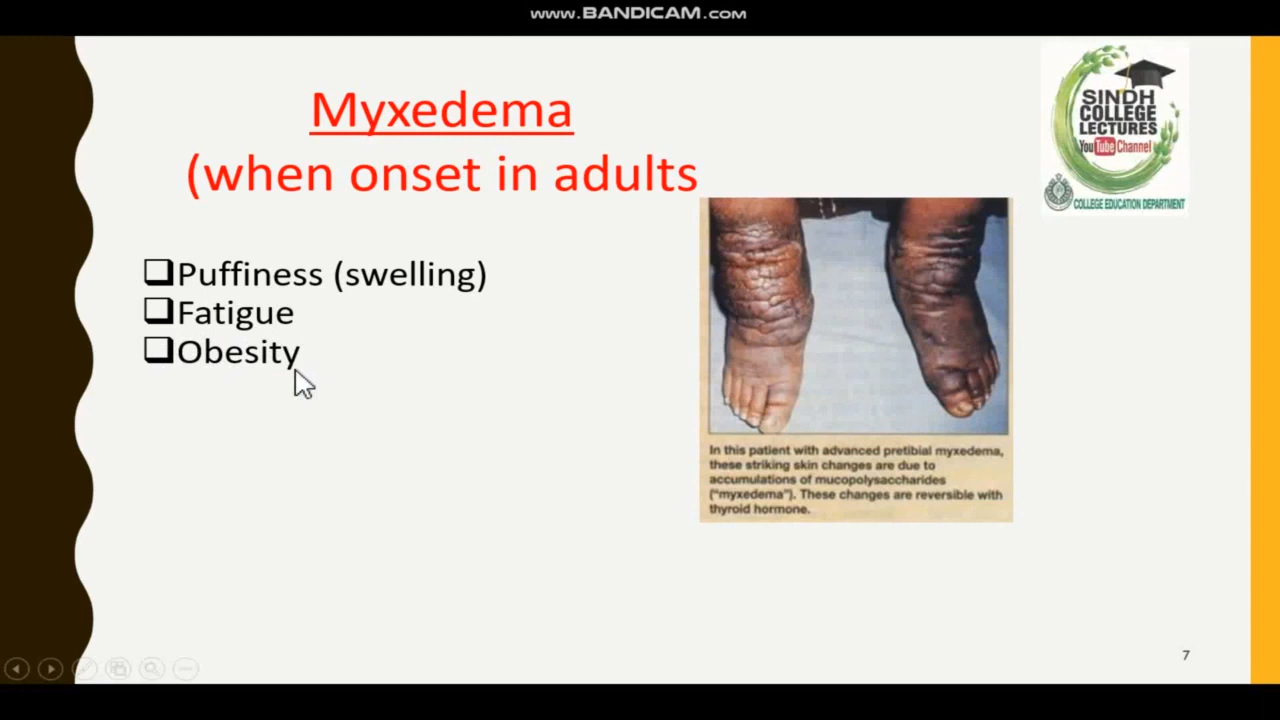 www.BANDICAM.com
SINDH
COLLEGE
LECTURES
YouTube Channel
COLLEGE EDUCATION DEPARTMENT
Myxedema
(when onset in adults
Puffiness (swelling)
Fatigue
Obesity
In this patient with advanced pretibial myxedema,
these striking skin changes are due to
accumulations of mucopolysaccharides
("myxedema"). These changes are reversible with
thyroid hormone.
7